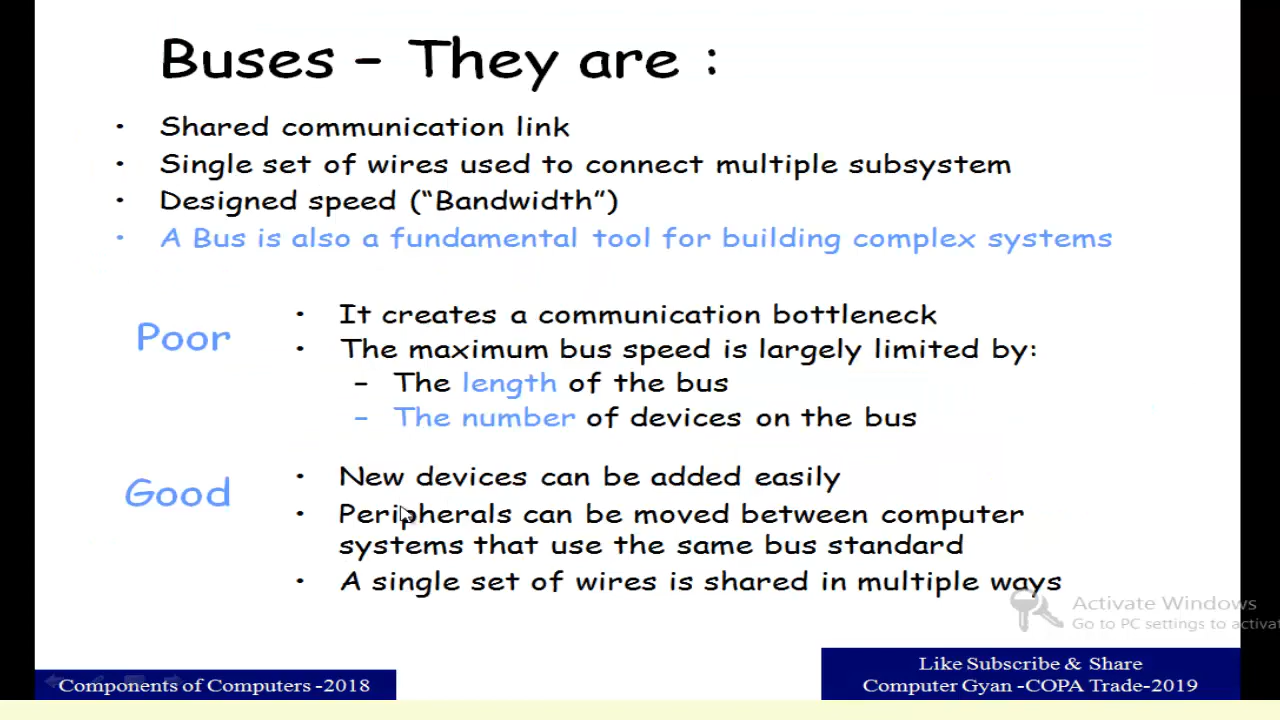 Buses – They are :
• Shared communication link
• Single set of wires used to connect multiple subsystem
• Designed speed (“Bandwidth”)
• A Bus is also a fundamental tool for building complex systems
Poor
• It creates a communication bottleneck
• The maximum bus speed is largely limited by:
– The length of the bus
– The number of devices on the bus
Good
• New devices can be added easily
• Peripherals can be moved between computer
systems that use the same bus standard
• A single set of wires is shared in multiple ways
Activate Windows
Go to PC settings to activat
Like Subscribe & Share
Computer Gyan -COPA Trade-2019
Components of Computers -2018